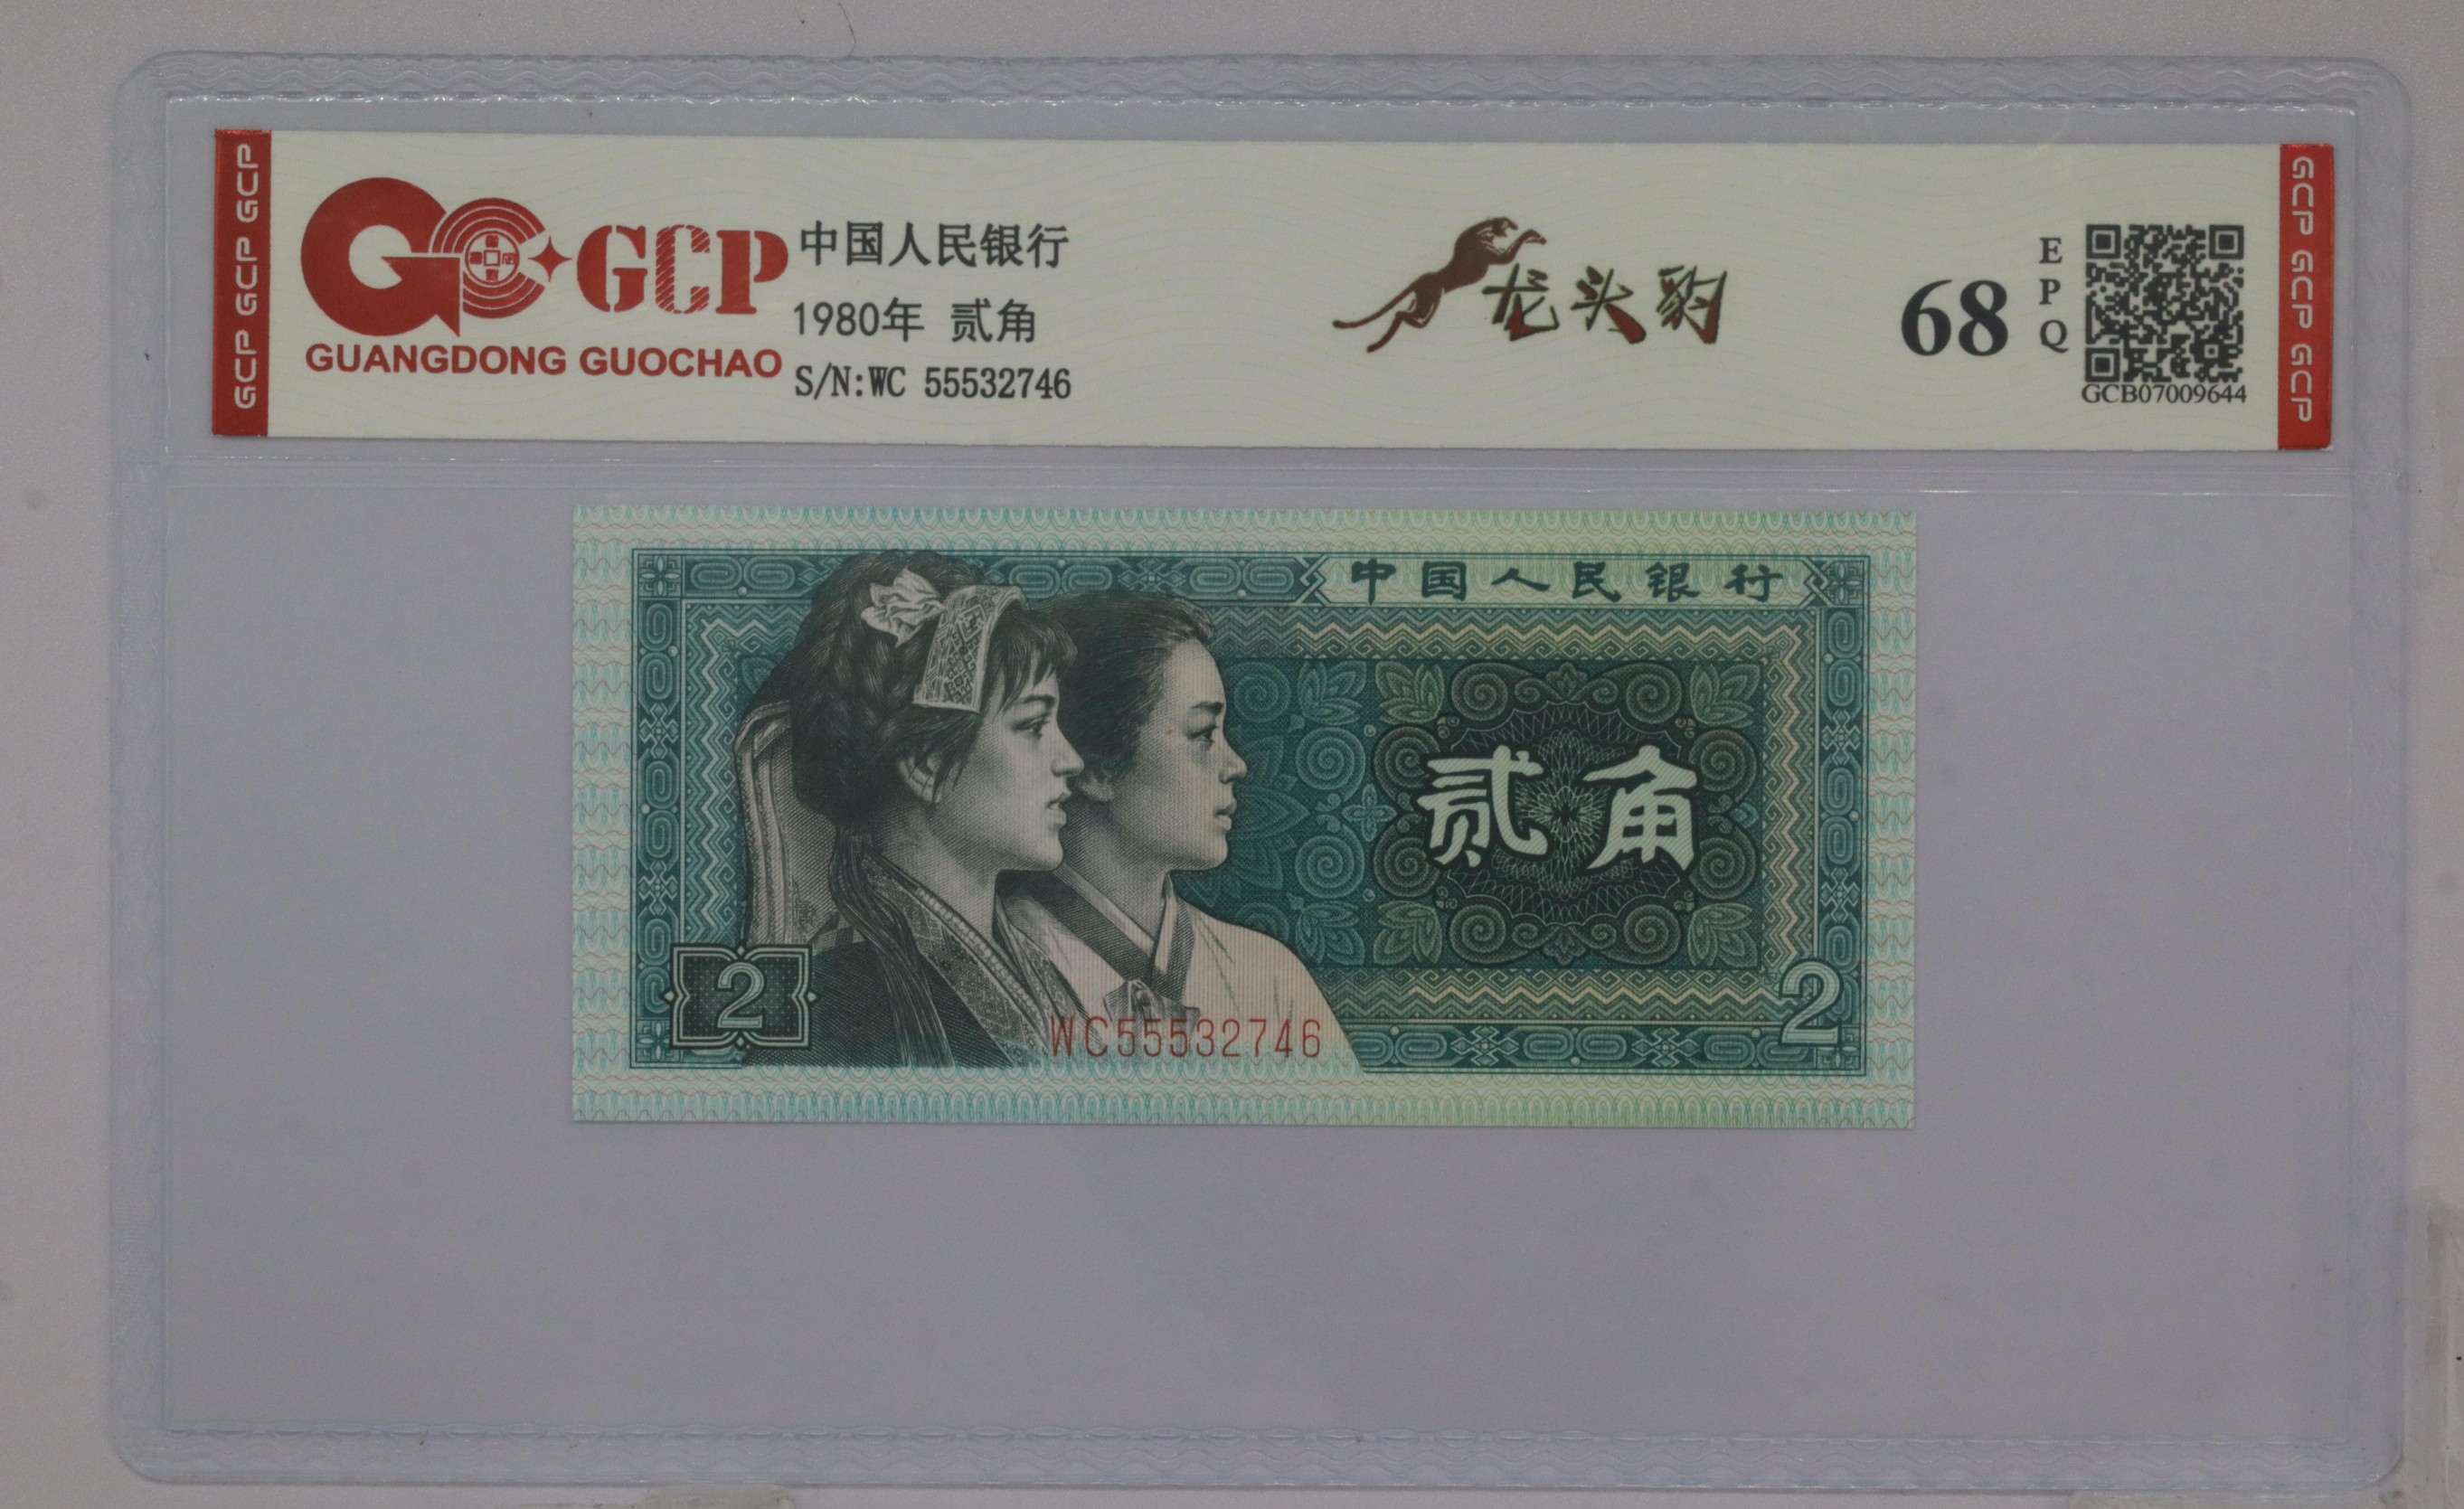 GCP GCP GCP
GCP
GUANGDONG GUOCHAO
中国人民银行
1980年 贰角
S/N:WC 55532746
龙头豹
68
EPQ
GCB07009644
GCP GCP GCP
中国人民银行
贰角
2
2
WC55532746